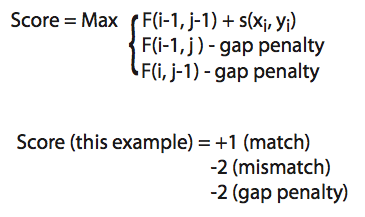 Score = Max { F(i-1, j-1) + s(xᵢ, yᵢ)
F(i-1, j ) - gap penalty
F(i, j-1) - gap penalty
Score (this example) = +1 (match)
-2 (mismatch)
-2 (gap penalty)